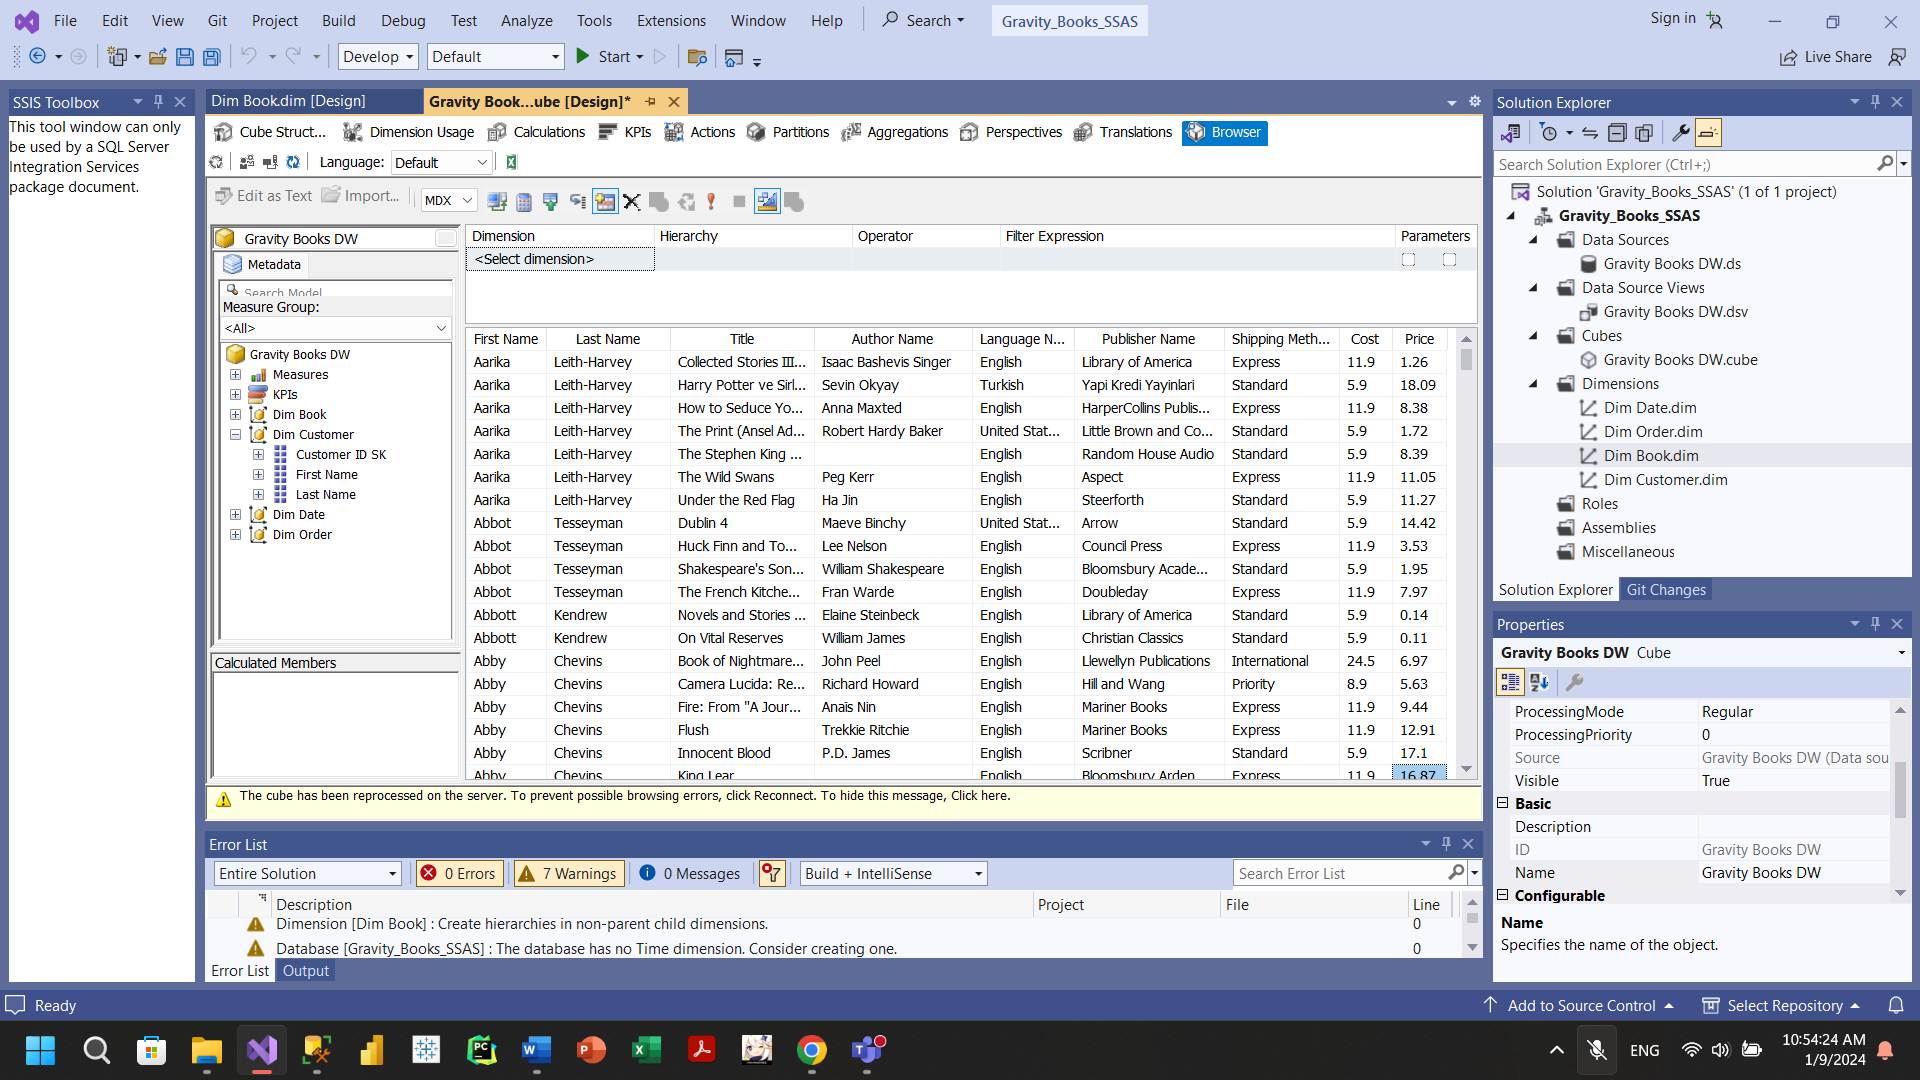 File Edit View Git Project Build Debug Test Analyze Tools Extensions Window Help Search Gravity_Books_SSAS Sign in
Develop Default Start Live Share
SSIS Toolbox
This tool window can only
be used by a SQL Server
Integration Services
package document.
Dim Book.dim [Design] Gravity Book...ube [Design]*
Cube Struct... Dimension Usage Calculations KPIs Actions Partitions Aggregations Perspectives Translations Browser
Language: Default
Edit as Text Import... MDX
Gravity Books DW
Metadata
Search Model
Measure Group:
<All>
Gravity Books DW
Measures
KPIs
Dim Book
Dim Customer
Customer ID SK
First Name
Last Name
Dim Date
Dim Order
Calculated Members
Dimension Hierarchy Operator Filter Expression Parameters
<Select dimension>
First Name Last Name Title Author Name Language N... Publisher Name Shipping Meth... Cost Price
Aarika Leith-Harvey Collected Stories III... Isaac Bashevis Singer English Library of America Express 11.9 1.26
Aarika Leith-Harvey Harry Potter ve Sirl... Sevin Okyay Turkish Yapi Kredi Yayinlari Standard 5.9 18.09
Aarika Leith-Harvey How to Seduce Yo... Anna Maxted English HarperCollins Publis... Express 11.9 8.38
Aarika Leith-Harvey The Print (Ansel Ad... Robert Hardy Baker United Stat... Little Brown and Co... Standard 5.9 1.72
Aarika Leith-Harvey The Stephen King ... English Random House Audio Standard 5.9 8.39
Aarika Leith-Harvey The Wild Swans Peg Kerr English Aspect Express 11.9 11.05
Aarika Leith-Harvey Under the Red Flag Ha Jin English Steerforth Standard 5.9 11.27
Abbot Tesseyman Dublin 4 Maeve Binchy United Stat... Arrow Standard 5.9 14.42
Abbot Tesseyman Huck Finn and To... Lee Nelson English Council Press Express 11.9 3.53
Abbot Tesseyman Shakespeare's Son... William Shakespeare English Bloomsbury Acade... Standard 5.9 1.95
Abbot Tesseyman The French Kitche... Fran Warde English Doubleday Express 11.9 7.97
Abbott Kendrew Novels and Stories ... Elaine Steinbeck English Library of America Standard 5.9 0.14
Abbott Kendrew On Vital Reserves William James English Christian Classics Standard 5.9 0.11
Abby Chevins Book of Nightmare... John Peel English Llewellyn Publications International 24.5 6.97
Abby Chevins Camera Lucida: Re... Richard Howard English Hill and Wang Priority 8.9 5.63
Abby Chevins Fire: From "A Jour... Anaïs Nin English Mariner Books Express 11.9 9.44
Abby Chevins Flush Trekkie Ritchie English Mariner Books Express 11.9 12.91
Abby Chevins Innocent Blood P.D. James English Scribner Standard 5.9 17.1
Abby Chevins King Lear English Bloomsbury Arden Express 11.9 16.87
The cube has been reprocessed on the server. To prevent possible browsing errors, click Reconnect. To hide this message, Click here.
Error List
Entire Solution 0 Errors 7 Warnings 0 Messages Build + IntelliSense Search Error List
Description Project File Line
Dimension [Dim Book] : Create hierarchies in non-parent child dimensions. 0
Database [Gravity_Books_SSAS] : The database has no Time dimension. Consider creating one. 0
Error List Output
Solution Explorer
Search Solution Explorer (Ctrl+;)
Solution 'Gravity_Books_SSAS' (1 of 1 project)
Gravity_Books_SSAS
Data Sources
Gravity Books DW.ds
Data Source Views
Gravity Books DW.dsv
Cubes
Gravity Books DW.cube
Dimensions
Dim Date.dim
Dim Order.dim
Dim Book.dim
Dim Customer.dim
Roles
Assemblies
Miscellaneous
Solution Explorer Git Changes
Properties
Gravity Books DW Cube
ProcessingMode Regular
ProcessingPriority 0
Source Gravity Books DW (Data sou
Visible True
Basic
Description
ID Gravity Books DW
Name Gravity Books DW
Configurable
Name
Specifies the name of the object.
Ready Add to Source Control Select Repository
ENG 10:54:24 AM
1/9/2024